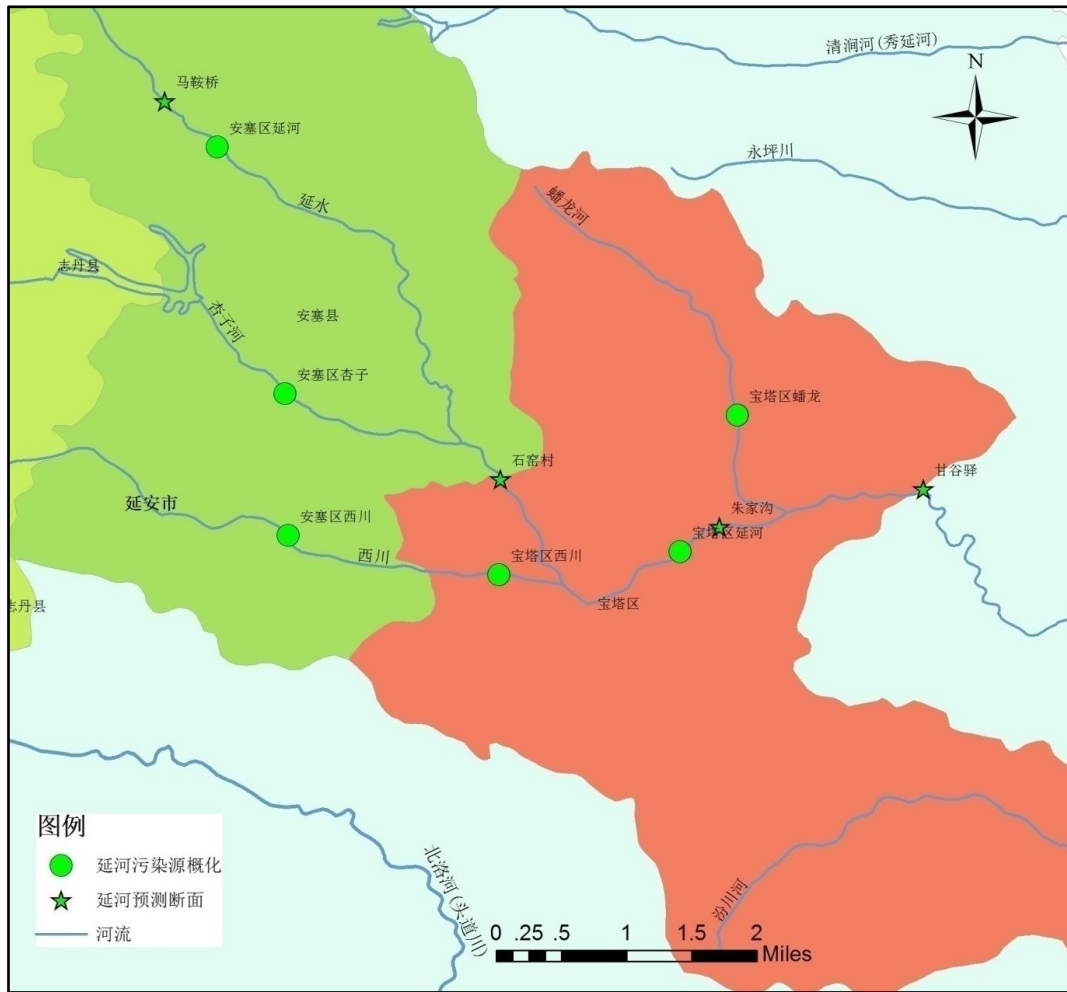 清涧河(秀延河)
N
马鞍桥
安塞区延河
永坪川
延水
蟠龙河
志丹县
杏子河
安塞县
安塞区杏子
宝塔区蟠龙
石窑村
甘谷驿
延安市
安塞区西川
朱家沟
宝塔区延河
西川
宝塔区西川
宝塔区
志丹县
图例
延河污染源概化
延河预测断面
河流
北洛河(头道川)
汾川河
0 .25 .5 1 1.5 2
Miles